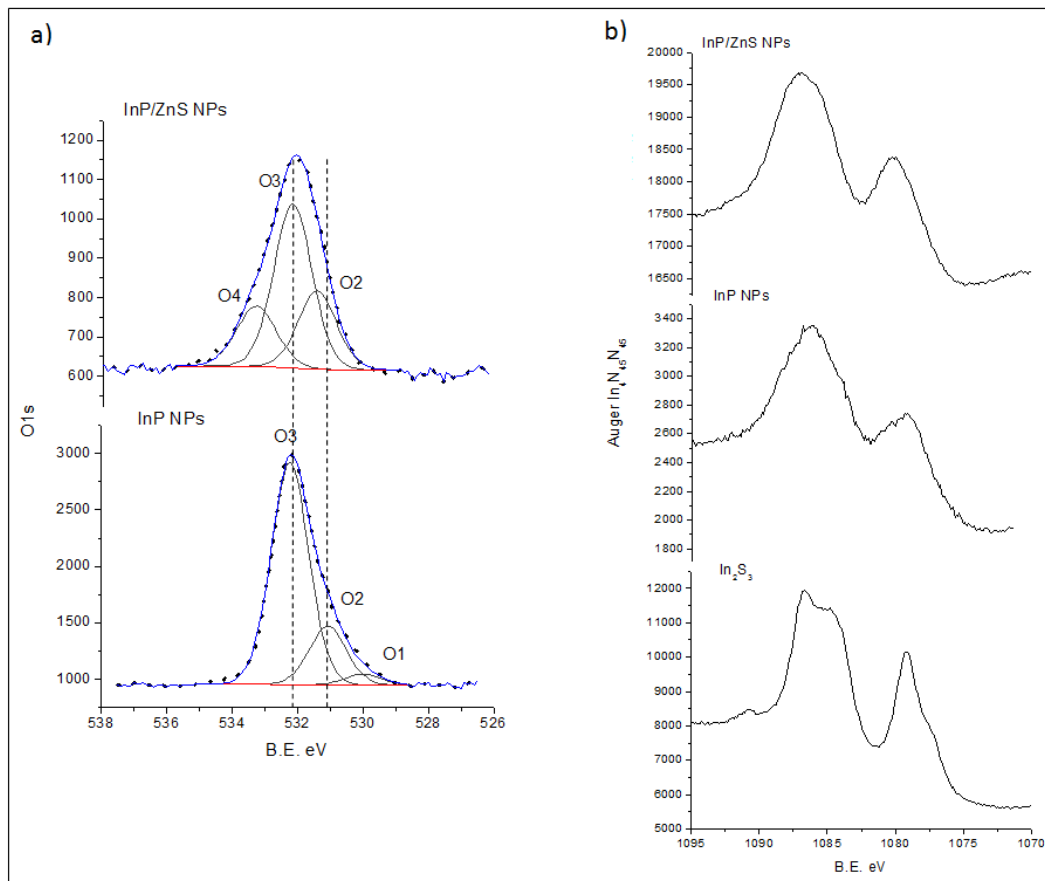 a)
InP/ZnS NPs
1200
1100
1000
900
800
700
600
O3
O4
O2
InP NPs
3000
2500
2000
1500
1000
O3
O2
O1
O1s
538 536 534 532 530 528 526
B.E. eV
b)
InP/ZnS NPs
20000
19500
19000
18500
18000
17500
17000
16500
InP NPs
3400
3200
3000
2800
2600
2400
2200
2000
1800
Auger In₄N₄₅N₄₅
In₂S₃
12000
11000
10000
9000
8000
7000
6000
5000
1095 1090 1085 1080 1075 1070
B.E. eV